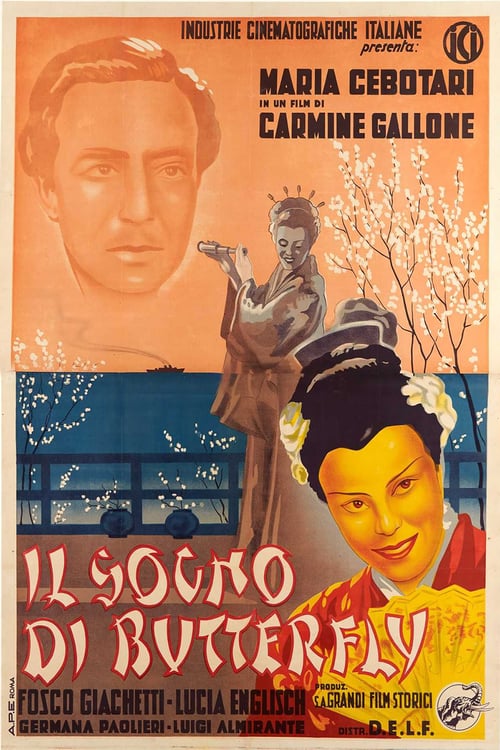 INDUSTRIE CINEMATOGRAFICHE ITALIANE
presenta:
ICI
MARIA CEBOTARI
IN UN FILM DI
CARMINE GALLONE
IL SOGNO
DI BUTTERFLY
FOSCO GIACHETTI - LUCIA ENGLISCH
GERMANA PAOLIERI - LUIGI ALMIRANTE
PRODUZ.
S.A. GRANDI FILM STORICI
DISTR. D.E.L.F.
A.P.E. ROMA